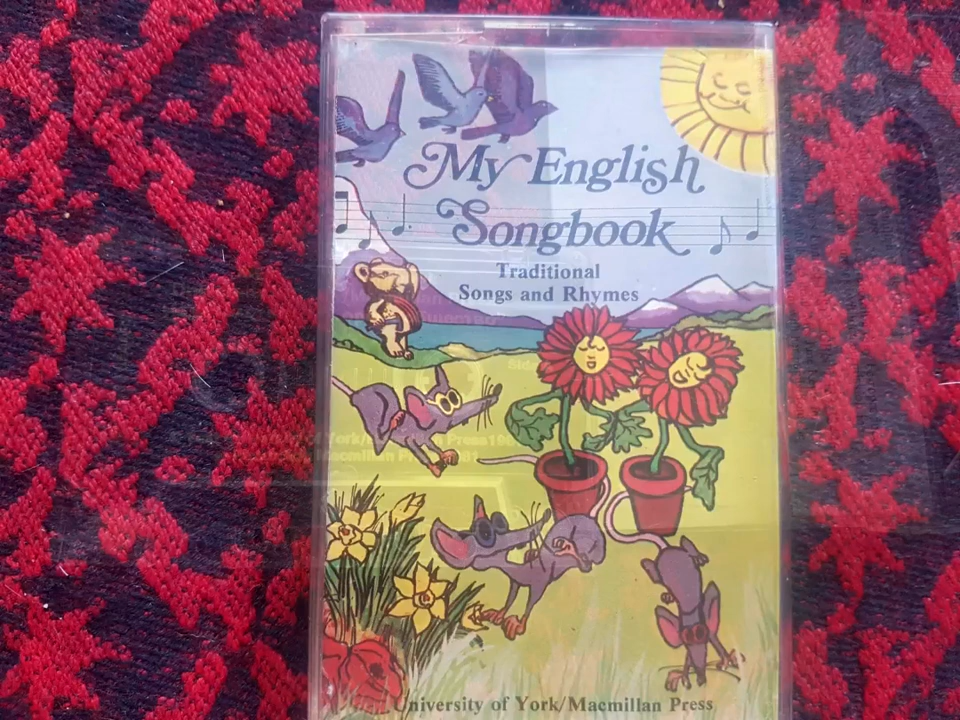 My English
Songbook
Traditional
Songs and Rhymes
University of York/Macmillan Press